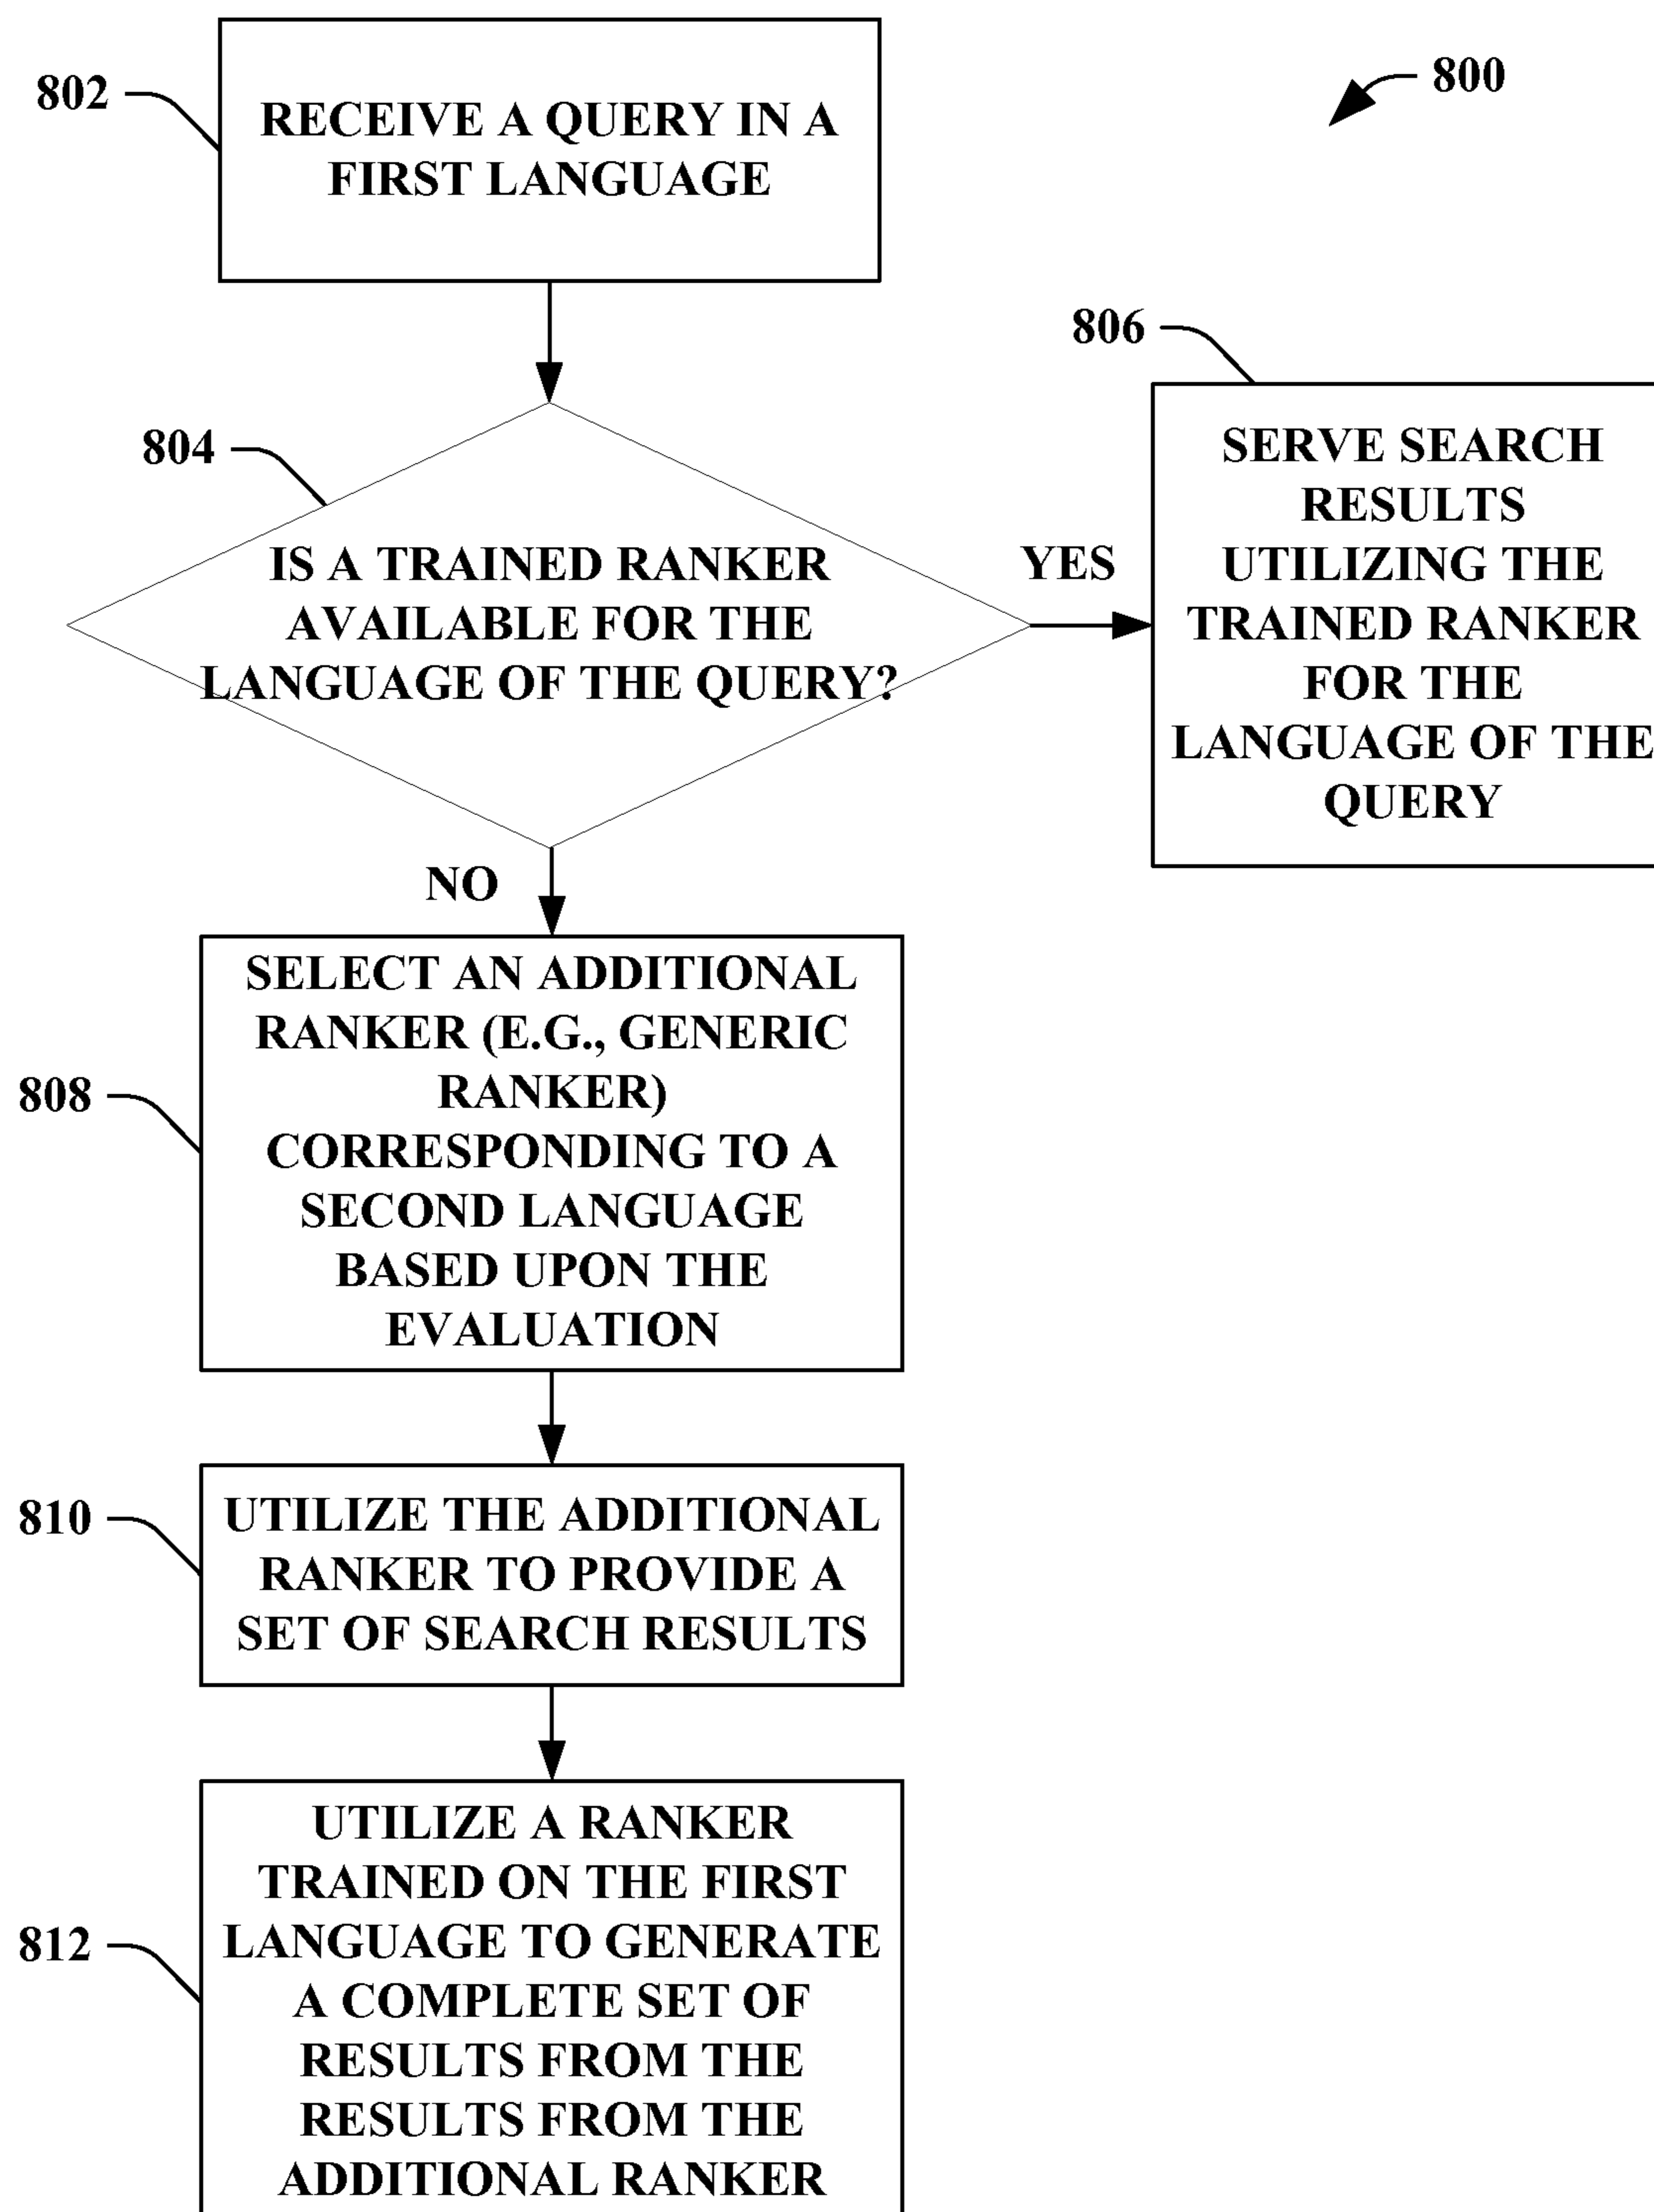 800
802
RECEIVE A QUERY IN A
FIRST LANGUAGE
804
IS A TRAINED RANKER
AVAILABLE FOR THE
LANGUAGE OF THE QUERY?
YES
806
SERVE SEARCH
RESULTS
UTILIZING THE
TRAINED RANKER
FOR THE
LANGUAGE OF THE
QUERY
NO
808
SELECT AN ADDITIONAL
RANKER (E.G., GENERIC
RANKER)
CORRESPONDING TO A
SECOND LANGUAGE
BASED UPON THE
EVALUATION
810
UTILIZE THE ADDITIONAL
RANKER TO PROVIDE A
SET OF SEARCH RESULTS
812
UTILIZE A RANKER
TRAINED ON THE FIRST
LANGUAGE TO GENERATE
A COMPLETE SET OF
RESULTS FROM THE
RESULTS FROM THE
ADDITIONAL RANKER